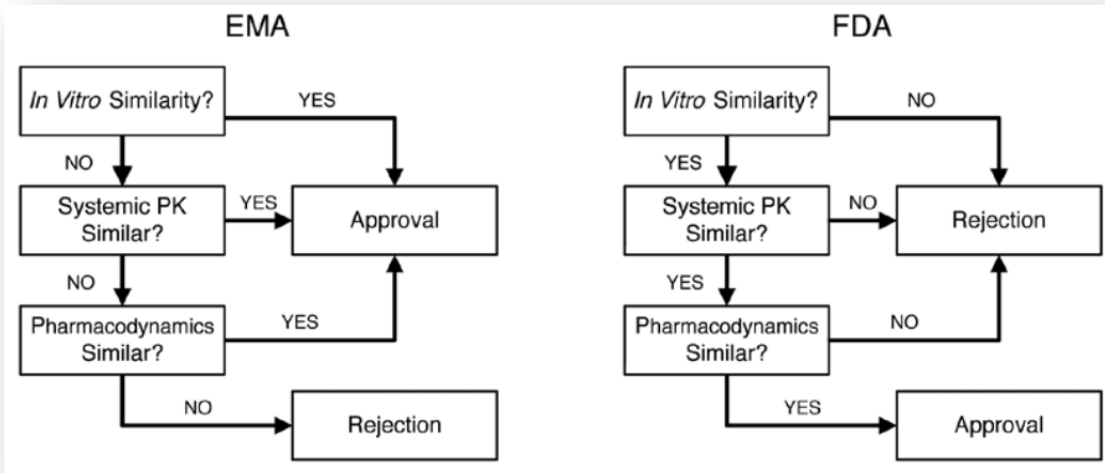 EMA
In Vitro Similarity?
YES
NO
Systemic PK
Similar?
YES
Approval
NO
Pharmacodynamics
Similar?
YES
NO
Rejection
FDA
In Vitro Similarity?
NO
YES
Systemic PK
Similar?
NO
Rejection
YES
Pharmacodynamics
Similar?
NO
YES
Approval